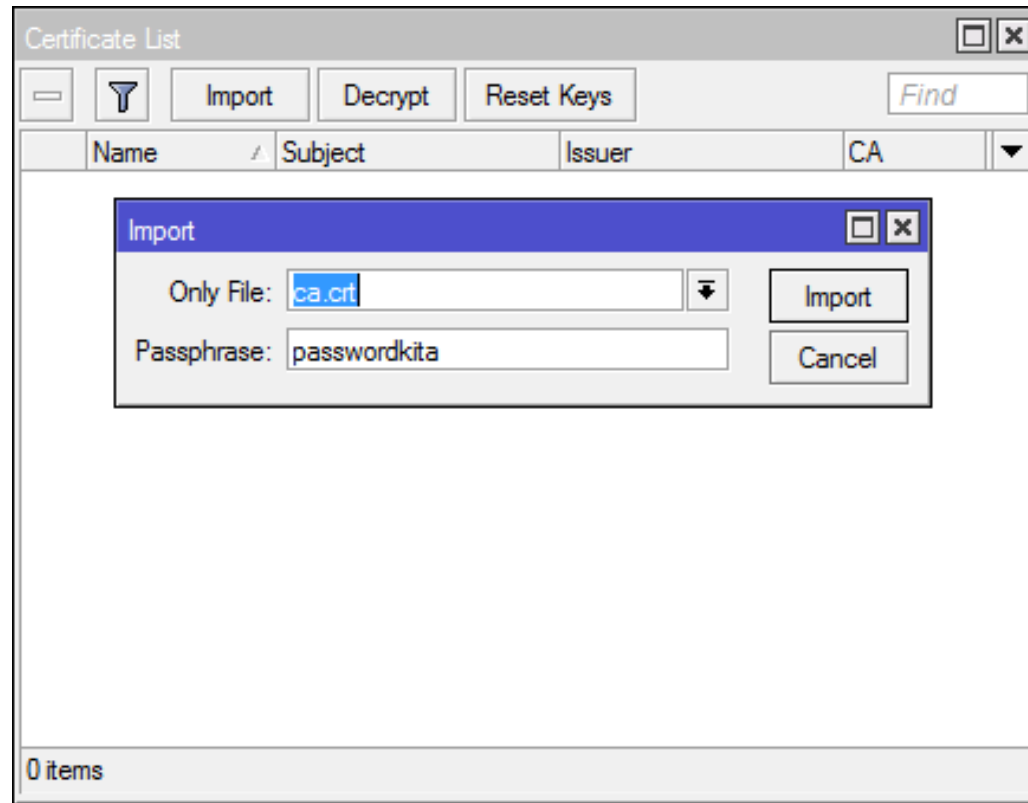 Certificate List
Import Decrypt Reset Keys Find
Name Subject Issuer CA
Import
Only File: ca.crt Import
Passphrase: passwordkita Cancel
0 items